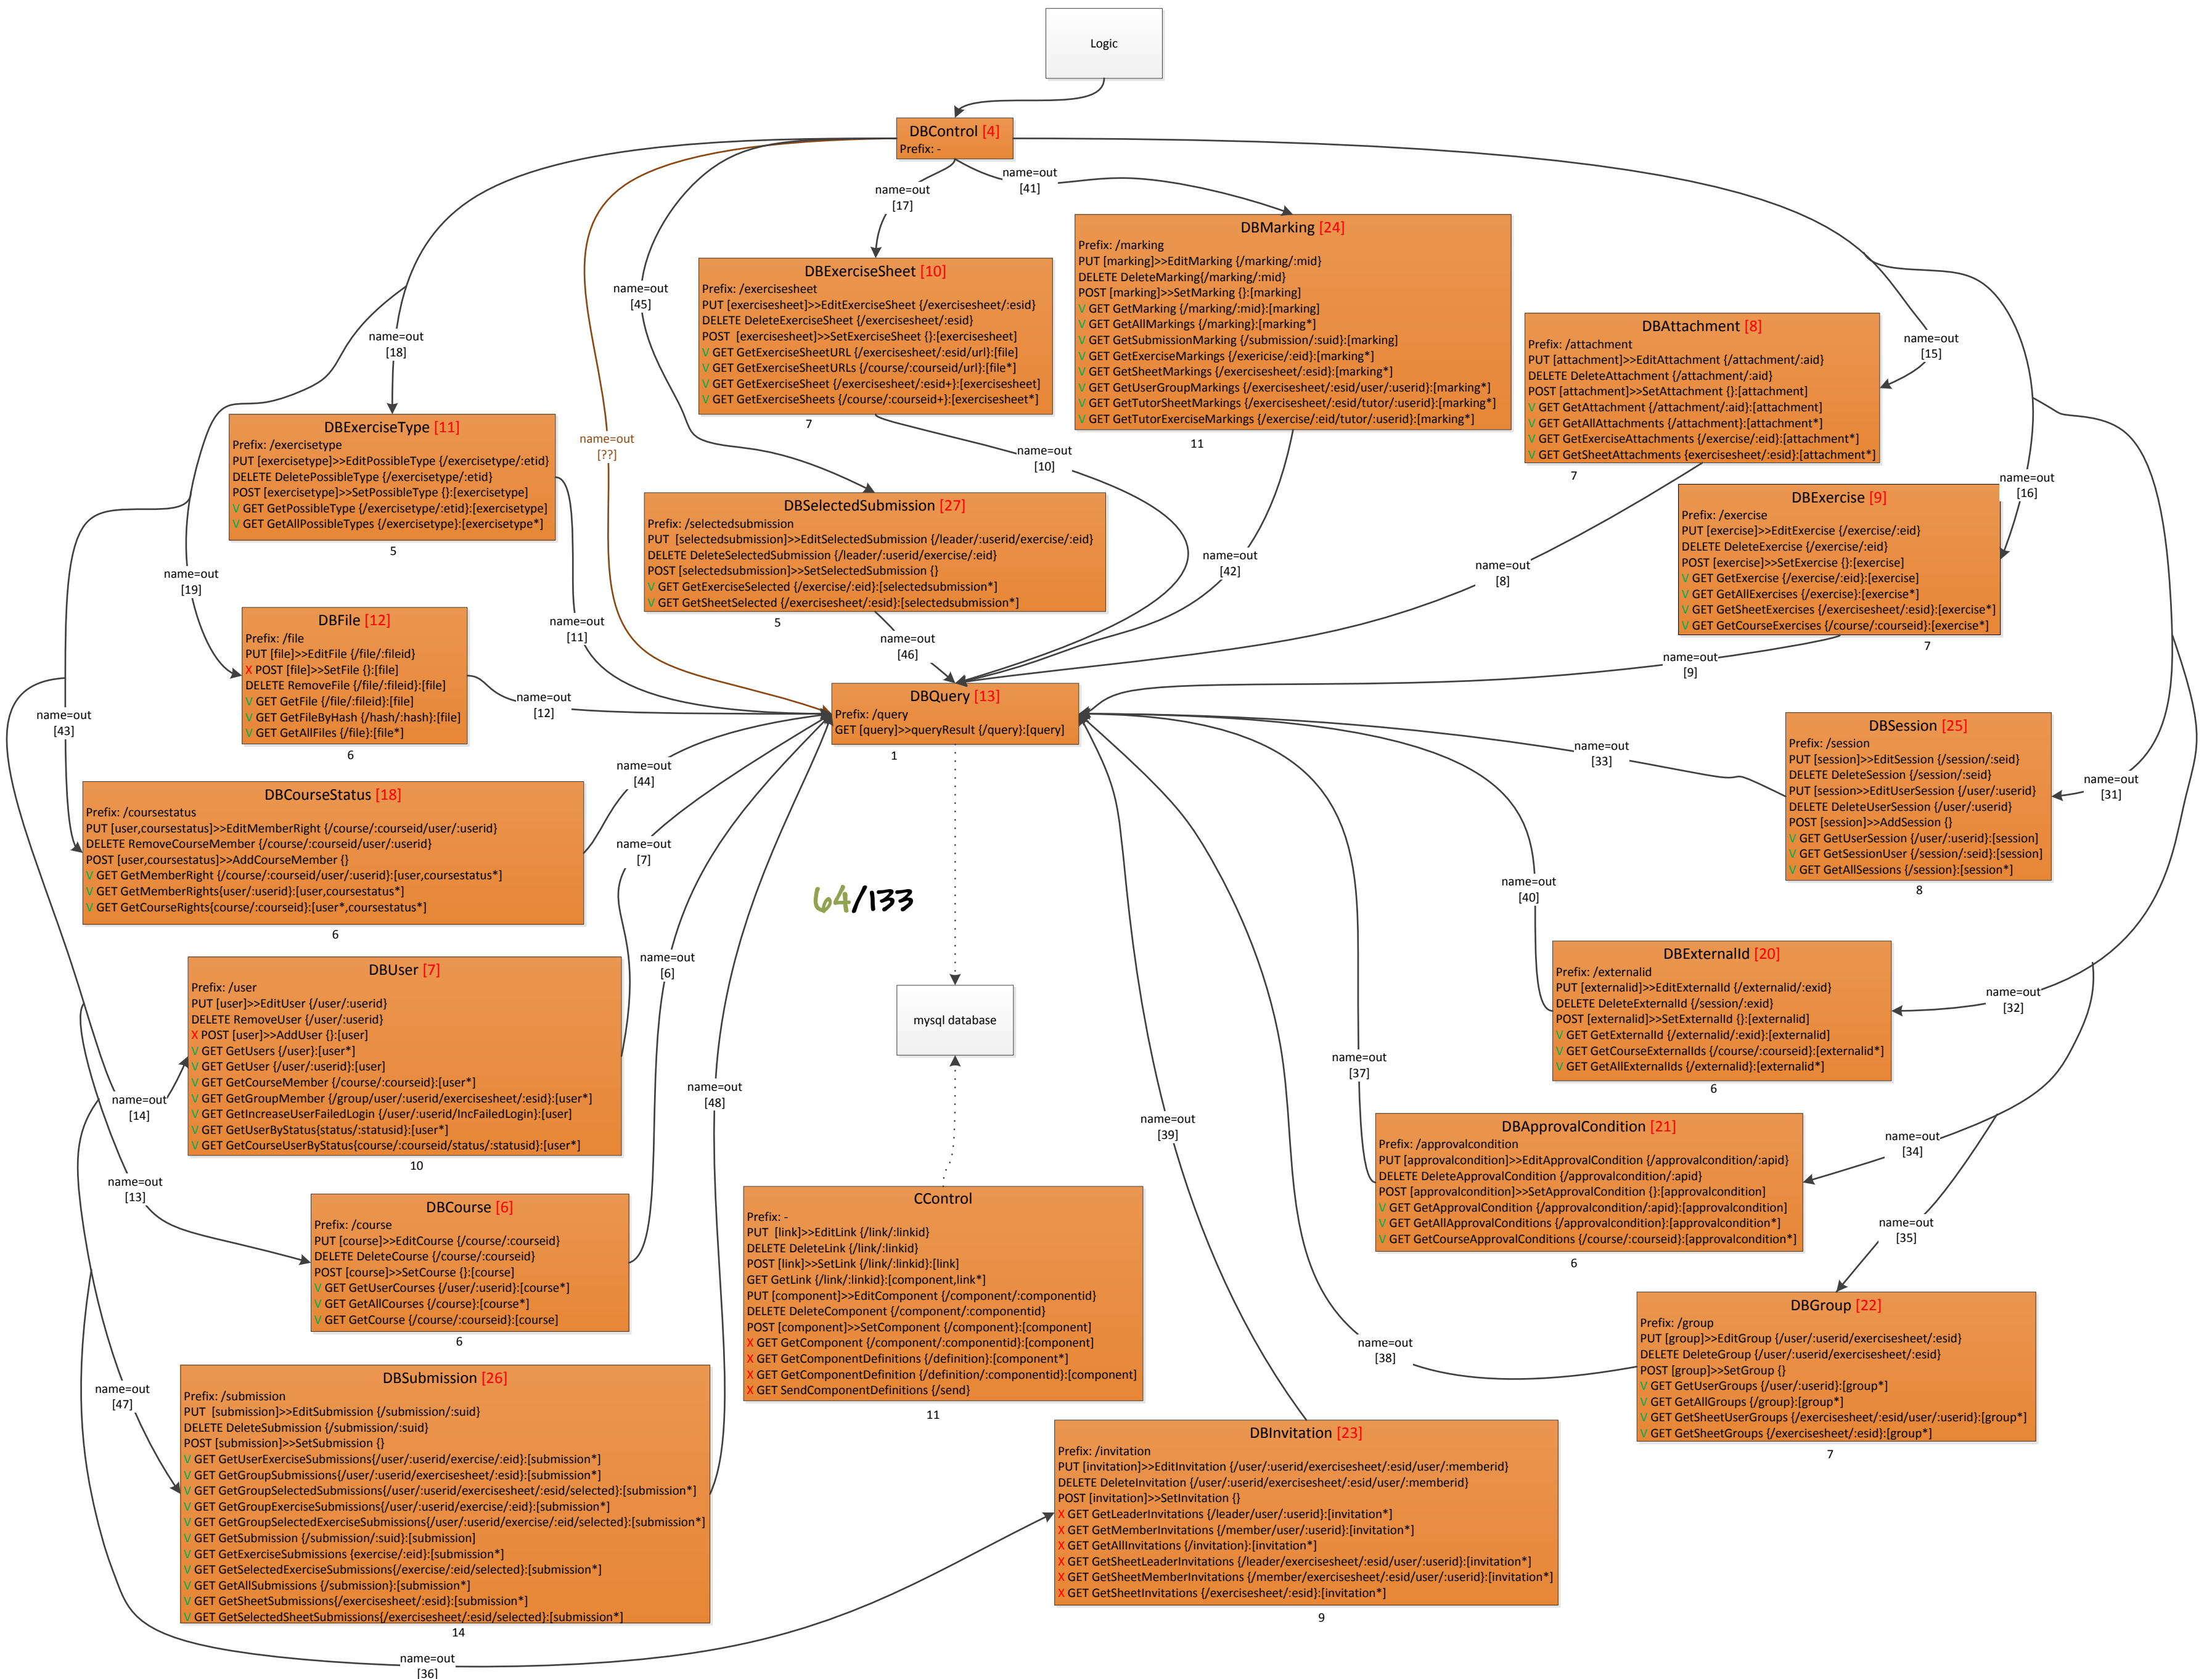 Logic
DBControl [4]
Prefix: -
name=out
[17]
name=out
[41]
name=out
[45]
name=out
[18]
name=out
[15]
name=out
[16]
name=out
[??]
DBExerciseSheet [10]
Prefix: /exercisesheet
PUT [exercisesheet]>>EditExerciseSheet {/exercisesheet/:esid}
DELETE DeleteExerciseSheet {/exercisesheet/:esid}
POST  [exercisesheet]>>SetExerciseSheet {}:[exercisesheet]
V GET GetExerciseSheetURL {/exercisesheet/:esid/url}:[file]
V GET GetExerciseSheetURLs {/course/:courseid/url}:[file*]
V GET GetExerciseSheet {/exercisesheet/:esid+}:[exercisesheet]
V GET GetExerciseSheets {/course/:courseid+}:[exercisesheet*]
7
name=out
[10]
DBMarking [24]
Prefix: /marking
PUT [marking]>>EditMarking {/marking/:mid}
DELETE DeleteMarking{/marking/:mid}
POST [marking]>>SetMarking {}:[marking]
V GET GetMarking {/marking/:mid}:[marking]
V GET GetAllMarkings {/marking}:[marking*]
V GET GetSubmissionMarking {/submission/:suid}:[marking]
V GET GetExerciseMarkings {/exericise/:eid}:[marking*]
V GET GetSheetMarkings {/exercisesheet/:esid}:[marking*]
V GET GetUserGroupMarkings {/exercisesheet/:esid/user/:userid}:[marking*]
V GET GetTutorSheetMarkings {/exercisesheet/:esid/tutor/:userid}:[marking*]
V GET GetTutorExerciseMarkings {/exercise/:eid/tutor/:userid}:[marking*]
11
name=out
[42]
DBAttachment [8]
Prefix: /attachment
PUT [attachment]>>EditAttachment {/attachment/:aid}
DELETE DeleteAttachment {/attachment/:aid}
POST [attachment]>>SetAttachment {}:[attachment]
V GET GetAttachment {/attachment/:aid}:[attachment]
V GET GetAllAttachments {/attachment}:[attachment*]
V GET GetExerciseAttachments {/exercise/:eid}:[attachment*]
V GET GetSheetAttachments {exercisesheet/:esid}:[attachment*]
7
name=out
[8]
DBExerciseType [11]
Prefix: /exercisetype
PUT [exercisetype]>>EditPossibleType {/exercisetype/:etid}
DELETE DeletePossibleType {/exercisetype/:etid}
POST [exercisetype]>>SetPossibleType {}:[exercisetype]
V GET GetPossibleType {/exercisetype/:etid}:[exercisetype]
V GET GetAllPossibleTypes {/exercisetype}:[exercisetype*]
5
name=out
[19]
name=out
[11]
DBSelectedSubmission [27]
Prefix: /selectedsubmission
PUT  [selectedsubmission]>>EditSelectedSubmission {/leader/:userid/exercise/:eid}
DELETE DeleteSelectedSubmission {/leader/:userid/exercise/:eid}
POST [selectedsubmission]>>SetSelectedSubmission {}
V GET GetExerciseSelected {/exercise/:eid}:[selectedsubmission*]
V GET GetSheetSelected {/exercisesheet/:esid}:[selectedsubmission*]
5
name=out
[46]
DBExercise [9]
Prefix: /exercise
PUT [exercise]>>EditExercise {/exercise/:eid}
DELETE DeleteExercise {/exercise/:eid}
POST [exercise]>>SetExercise {}:[exercise]
V GET GetExercise {/exercise/:eid}:[exercise]
V GET GetAllExercises {/exercise}:[exercise*]
V GET GetSheetExercises {/exercisesheet/:esid}:[exercise*]
V GET GetCourseExercises {/course/:courseid}:[exercise*]
7
name=out
[9]
DBFile [12]
Prefix: /file
PUT [file]>>EditFile {/file/:fileid}
X POST [file]>>SetFile {}:[file]
DELETE RemoveFile {/file/:fileid}:[file]
V GET GetFile {/file/:fileid}:[file]
V GET GetFileByHash {/hash/:hash}:[file]
V GET GetAllFiles {/file}:[file*]
6
name=out
[12]
name=out
[43]
DBQuery [13]
Prefix: /query
GET [query]>>queryResult {/query}:[query]
1
DBSession [25]
Prefix: /session
PUT [session]>>EditSession {/session/:seid}
DELETE DeleteSession {/session/:seid}
PUT [session>>EditUserSession {/user/:userid}
DELETE DeleteUserSession {/user/:userid}
POST [session]>>AddSession {}
V GET GetUserSession {/user/:userid}:[session]
V GET GetSessionUser {/session/:seid}:[session]
V GET GetAllSessions {/session}:[session*]
8
name=out
[33]
name=out
[31]
DBCourseStatus [18]
Prefix: /coursestatus
PUT [user,coursestatus]>>EditMemberRight {/course/:courseid/user/:userid}
DELETE RemoveCourseMember {/course/:courseid/user/:userid}
POST [user,coursestatus]>>AddCourseMember {}
V GET GetMemberRight {/course/:courseid/user/:userid}:[user,coursestatus*]
V GET GetMemberRights{user/:userid}:[user,coursestatus*]
V GET GetCourseRights{course/:courseid}:[user*,coursestatus*]
6
name=out
[44]
name=out
[7]
64/133
name=out
[40]
DBUser [7]
Prefix: /user
PUT [user]>>EditUser {/user/:userid}
DELETE RemoveUser {/user/:userid}
X POST [user]>>AddUser {}:[user]
V GET GetUsers {/user}:[user*]
V GET GetUser {/user/:userid}:[user]
V GET GetCourseMember {/course/:courseid}:[user*]
V GET GetGroupMember {/group/user/:userid/exercisesheet/:esid}:[user*]
V GET GetIncreaseUserFailedLogin {/user/:userid/IncFailedLogin}:[user]
V GET GetUserByStatus{status/:statusid}:[user*]
V GET GetCourseUserByStatus{course/:courseid/status/:statusid}:[user*]
10
name=out
[14]
name=out
[6]
name=out
[48]
mysql database
DBExternalId [20]
Prefix: /externalid
PUT [externalid]>>EditExternalId {/externalid/:exid}
DELETE DeleteExternalId {/session/:exid}
POST [externalid]>>SetExternalId {}:[externalid]
V GET GetExternalId {/externalid/:exid}:[externalid]
V GET GetCourseExternalIds {/course/:courseid}:[externalid*]
V GET GetAllExternalIds {/externalid}:[externalid*]
6
name=out
[32]
name=out
[37]
name=out
[39]
DBApprovalCondition [21]
Prefix: /approvalcondition
PUT [approvalcondition]>>EditApprovalCondition {/approvalcondition/:apid}
DELETE DeleteApprovalCondition {/approvalcondition/:apid}
POST [approvalcondition]>>SetApprovalCondition {}:[approvalcondition]
V GET GetApprovalCondition {/approvalcondition/:apid}:[approvalcondition]
V GET GetAllApprovalConditions {/approvalcondition}:[approvalcondition*]
V GET GetCourseApprovalConditions {/course/:courseid}:[approvalcondition*]
6
name=out
[34]
name=out
[35]
name=out
[13]
DBCourse [6]
Prefix: /course
PUT [course]>>EditCourse {/course/:courseid}
DELETE DeleteCourse {/course/:courseid}
POST [course]>>SetCourse {}:[course]
V GET GetUserCourses {/user/:userid}:[course*]
V GET GetAllCourses {/course}:[course*]
V GET GetCourse {/course/:courseid}:[course]
6
CControl
Prefix: -
PUT  [link]>>EditLink {/link/:linkid}
DELETE DeleteLink {/link/:linkid}
POST [link]>>SetLink {/link/:linkid}:[link]
GET GetLink {/link/:linkid}:[component,link*]
PUT [component]>>EditComponent {/component/:componentid}
DELETE DeleteComponent {/component/:componentid}
POST [component]>>SetComponent {/component}:[component]
X GET GetComponent {/component/:componentid}:[component]
X GET GetComponentDefinitions {/definition}:[component*]
X GET GetComponentDefinition {/definition/:componentid}:[component]
X GET SendComponentDefinitions {/send}
11
name=out
[38]
DBGroup [22]
Prefix: /group
PUT [group]>>EditGroup {/user/:userid/exercisesheet/:esid}
DELETE DeleteGroup {/user/:userid/exercisesheet/:esid}
POST [group]>>SetGroup {}
V GET GetUserGroups {/user/:userid}:[group*]
V GET GetAllGroups {/group}:[group*]
V GET GetSheetUserGroups {/exercisesheet/:esid/user/:userid}:[group*]
V GET GetSheetGroups {/exercisesheet/:esid}:[group*]
7
name=out
[47]
DBSubmission [26]
Prefix: /submission
PUT  [submission]>>EditSubmission {/submission/:suid}
DELETE DeleteSubmission {/submission/:suid}
POST [submission]>>SetSubmission {}
V GET GetUserExerciseSubmissions{/user/:userid/exercise/:eid}:[submission*]
V GET GetGroupSubmissions{/user/:userid/exercisesheet/:esid}:[submission*]
V GET GetGroupSelectedSubmissions{/user/:userid/exercisesheet/:esid/selected}:[submission*]
V GET GetGroupExerciseSubmissions{/user/:userid/exercise/:eid}:[submission*]
V GET GetGroupSelectedExerciseSubmissions{/user/:userid/exercise/:eid/selected}:[submission*]
V GET GetSubmission {/submission/:suid}:[submission]
V GET GetExerciseSubmissions {exercise/:eid}:[submission*]
V GET GetSelectedExerciseSubmissions{/exercise/:eid/selected}:[submission*]
V GET GetAllSubmissions {/submission}:[submission*]
V GET GetSheetSubmissions{/exercisesheet/:esid}:[submission*]
V GET GetSelectedSheetSubmissions{/exercisesheet/:esid/selected}:[submission*]
14
DBInvitation [23]
Prefix: /invitation
PUT [invitation]>>EditInvitation {/user/:userid/exercisesheet/:esid/user/:memberid}
DELETE DeleteInvitation {/user/:userid/exercisesheet/:esid/user/:memberid}
POST [invitation]>>SetInvitation {}
X GET GetLeaderInvitations {/leader/user/:userid}:[invitation*]
X GET GetMemberInvitations {/member/user/:userid}:[invitation*]
X GET GetAllInvitations {/invitation}:[invitation*]
X GET GetSheetLeaderInvitations {/leader/exercisesheet/:esid/user/:userid}:[invitation*]
X GET GetSheetMemberInvitations {/member/exercisesheet/:esid/user/:userid}:[invitation*]
X GET GetSheetInvitations {/exercisesheet/:esid}:[invitation*]
9
name=out
[36]